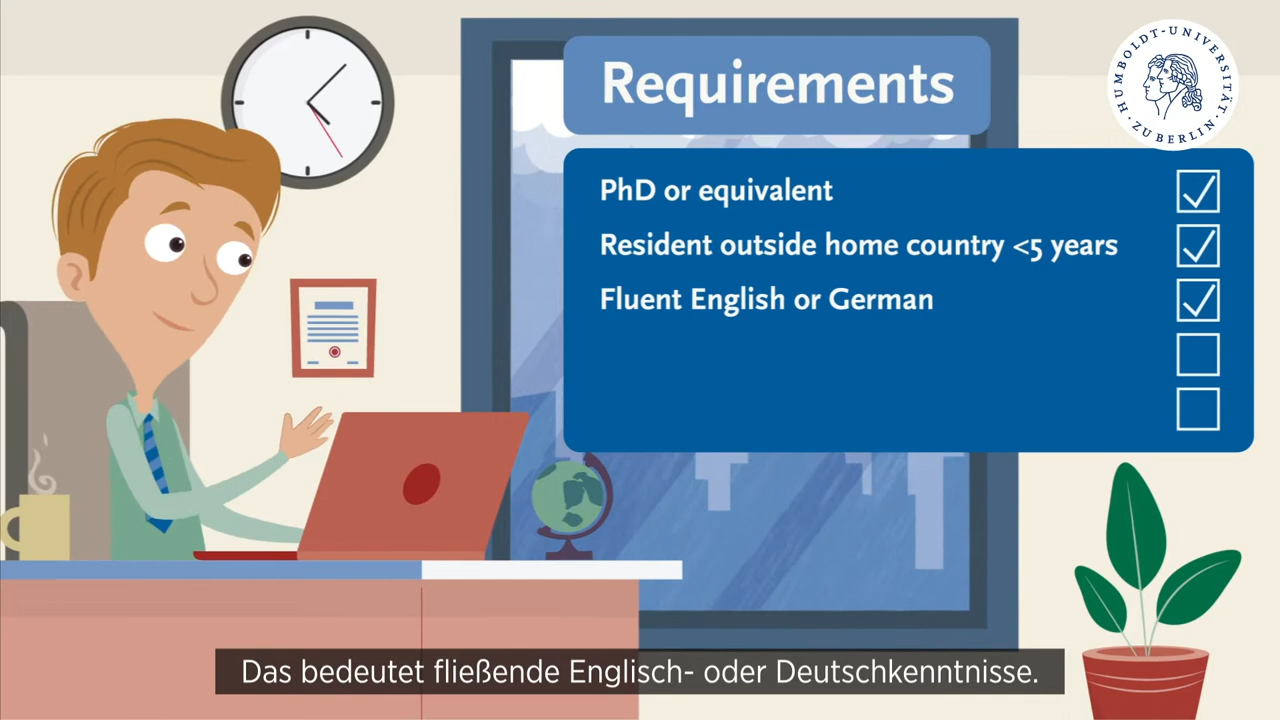 Requirements
HUMBOLDT-UNIVERSITÄT
ZU BERLIN
PhD or equivalent
Resident outside home country <5 years
Fluent English or German
Das bedeutet fließende Englisch- oder Deutschkenntnisse.